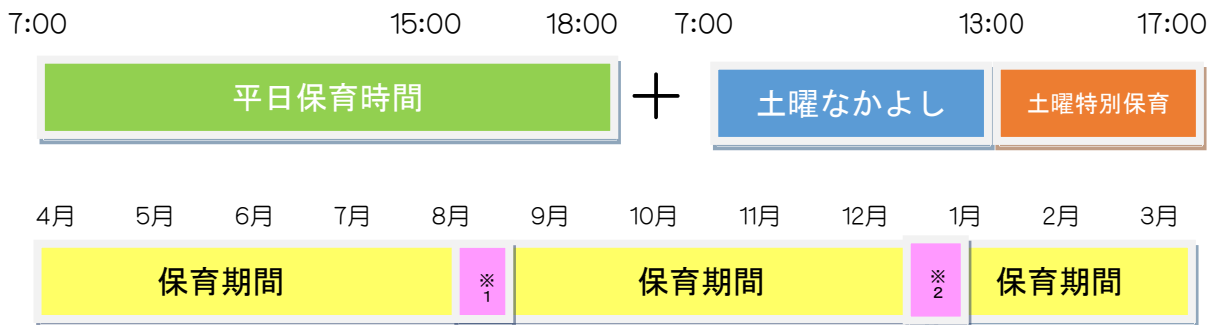 7:00 15:00 18:00 7:00 13:00 17:00
平日保育時間 + 土曜なかよし 土曜特別保育
4月 5月 6月 7月 8月 9月 10月 11月 12月 1月 2月 3月
保育期間 ※1 保育期間 ※2 保育期間